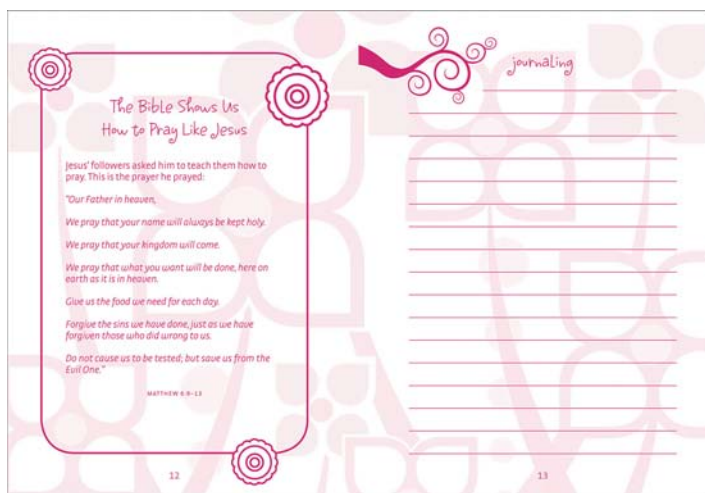 The Bible Shows Us
How to Pray Like Jesus
Jesus' followers asked him to teach them how to
pray. This is the prayer he prayed:
"Our Father in heaven,
We pray that your name will always be kept holy.
We pray that your kingdom will come.
We pray that what you want will be done, here on
earth as it is in heaven.
Give us the food we need for each day.
Forgive the sins we have done, just as we have
forgiven those who did wrong to us.
Do not cause us to be tested; but save us from the
Evil One."
MATTHEW 6:9–13
12
journaling
13